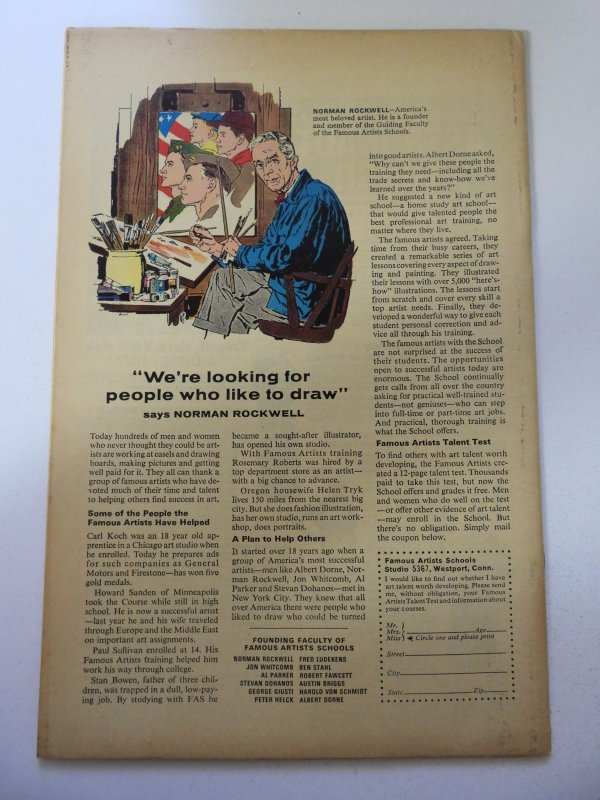 NORMAN ROCKWELL—America's
most beloved artist. He is a founder
and member of the Guiding Faculty
of the Famous Artists Schools.
"We're looking for
people who like to draw"
says NORMAN ROCKWELL
Today hundreds of men and women
who never thought they could be art-
ists are working at easels and drawing
boards, making pictures and getting
well paid for it. They all can thank a
group of famous artists who have de-
voted much of their time and talent
to helping others find success in art.
Some of the People the
Famous Artists Have Helped
Carl Koch was an 18 year old ap-
prentice in a Chicago art studio when
he enrolled. Today he prepares ads
for such companies as General
Motors and Firestone—has won five
gold medals.
Howard Sanden of Minneapolis
took the Course while still in high
school. He is now a successful artist
—last year he and his wife traveled
through Europe and the Middle East
on important art assignments.
Paul Sullivan enrolled at 14. His
Famous Artists training helped him
work his way through college.
Stan Bowen, father of three chil-
dren, was trapped in a dull, low-pay-
ing job. By studying with FAS he
became a sought-after illustrator,
has opened his own studio.
With Famous Artists training
Rosemary Roberts was hired by a
top department store as an artist—
with a big chance to advance.
Oregon housewife Helen Tryk
lives 150 miles from the nearest big
city. But she does fashion illustration,
has her own studio, runs an art work-
shop, does portraits.
A Plan to Help Others
It started over 18 years ago when a
group of America's most successful
artists—men like Albert Dorne, Nor-
man Rockwell, Jon Whitcomb, Al
Parker and Stevan Dohanos—met in
New York City. They knew that all
over America there were people who
liked to draw who could be turned
into good artists. Albert Dorne asked,
"Why can't we give these people the
training they need—including all the
trade secrets and know-how we've
learned over the years?"
He suggested a new kind of art
school—a home study art school—
that would give talented people the
best professional art training, no
matter where they live.
The famous artists agreed. Taking
time from their busy careers, they
created a remarkable series of art
lessons covering every aspect of draw-
ing and painting. They illustrated
their lessons with over 5,000 "here's-
how" illustrations. The lessons start
from scratch and cover every skill a
top artist needs. Finally, they de-
veloped a wonderful way to give each
student personal correction and ad-
vice all through his training.
The famous artists with the School
are not surprised at the success of
their students. The opportunities
open to successful artists today are
enormous. The School continually
gets calls from all over the country
asking for practical well-trained stu-
dents—not geniuses—who can step
into full-time or part-time art jobs.
And practical, thorough training is
what the School offers.
Famous Artists Talent Test
To find others with art talent worth
developing, the Famous Artists cre-
ated a 12-page talent test. Thousands
paid to take this test, but now the
School offers and grades it free. Men
and women who do well on the test
—or offer other evidence of art talent
—may enroll in the School. But
there's no obligation. Simply mail
the coupon below.
FOUNDING FACULTY OF
FAMOUS ARTISTS SCHOOLS
NORMAN ROCKWELL FRED LUDEKENS
JON WHITCOMB BEN STAHL
AL PARKER ROBERT FAWCETT
STEVAN DOHANOS AUSTIN BRIGGS
GEORGE GIUSTI HAROLD VON SCHMIDT
PETER HELCK ALBERT DORNE
Famous Artists Schools
Studio 5367, Westport, Conn.
I would like to find out whether I have
art talent worth developing. Please send
me, without obligation, your Famous
Artists Talent Test and information about
your courses.
Mr.
Mrs. Age
Miss Circle one and please print
Street
City
State Zip